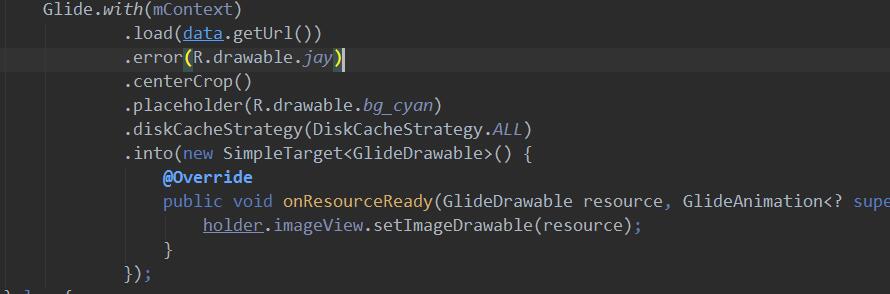 Glide.with(mContext)
.load(data.getUrl())
.error(R.drawable.jay)
.centerCrop()
.placeholder(R.drawable.bg_cyan)
.diskCacheStrategy(DiskCacheStrategy.ALL)
.into(new SimpleTarget<GlideDrawable>() {
@Override
public void onResourceReady(GlideDrawable resource, GlideAnimation<? supe
holder.imageView.setImageDrawable(resource);
}
});